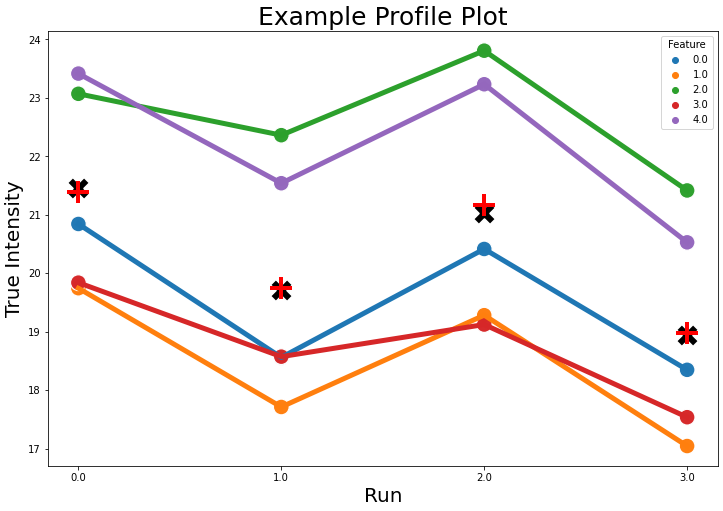 Example Profile Plot
True Intensity
24
23
22
21
20
19
18
17
Feature
0.0
1.0
2.0
3.0
4.0
0.0 1.0 2.0 3.0
Run